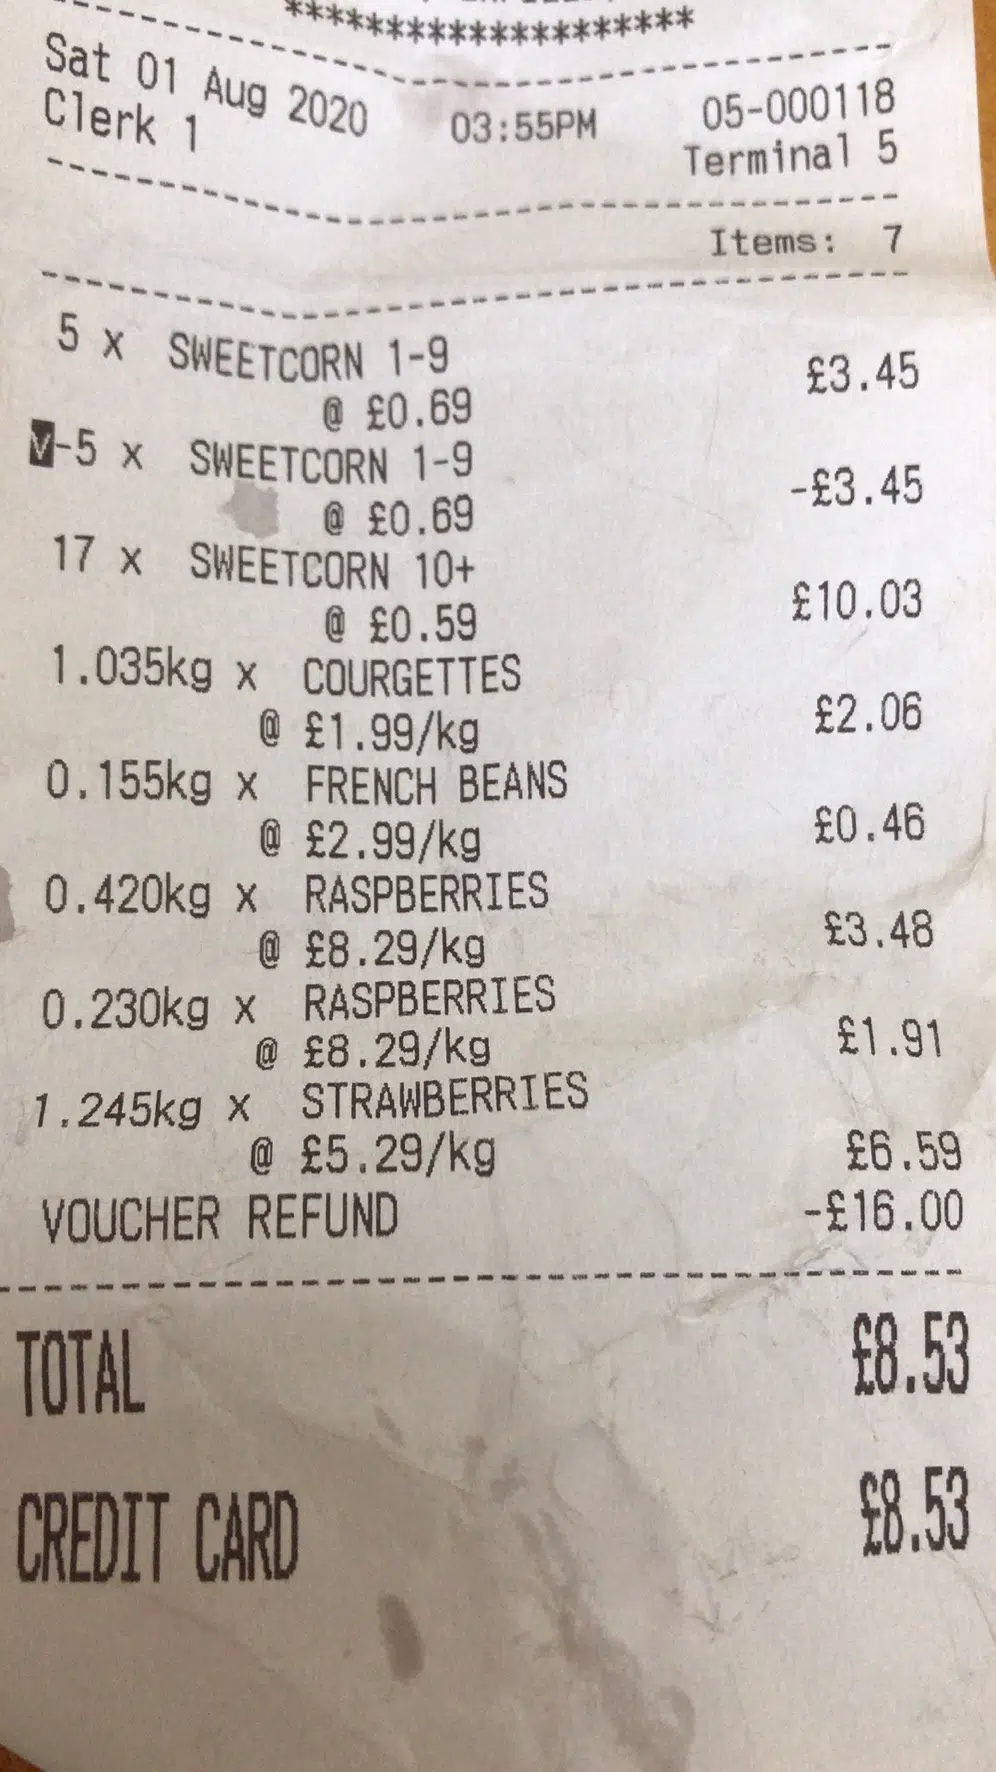 *******************
Sat 01 Aug 2020 03:55PM 05-000118
Clerk 1 Terminal 5
Items: 7
5 x SWEETCORN 1-9
@ £0.69 £3.45
V-5 x SWEETCORN 1-9
@ £0.69 -£3.45
17 x SWEETCORN 10+
@ £0.59 £10.03
1.035kg x COURGETTES
@ £1.99/kg £2.06
0.155kg x FRENCH BEANS
@ £2.99/kg £0.46
0.420kg x RASPBERRIES
@ £8.29/kg £3.48
0.230kg x RASPBERRIES
@ £8.29/kg £1.91
1.245kg x STRAWBERRIES
@ £5.29/kg £6.59
VOUCHER REFUND -£16.00
TOTAL £8.53
CREDIT CARD £8.53